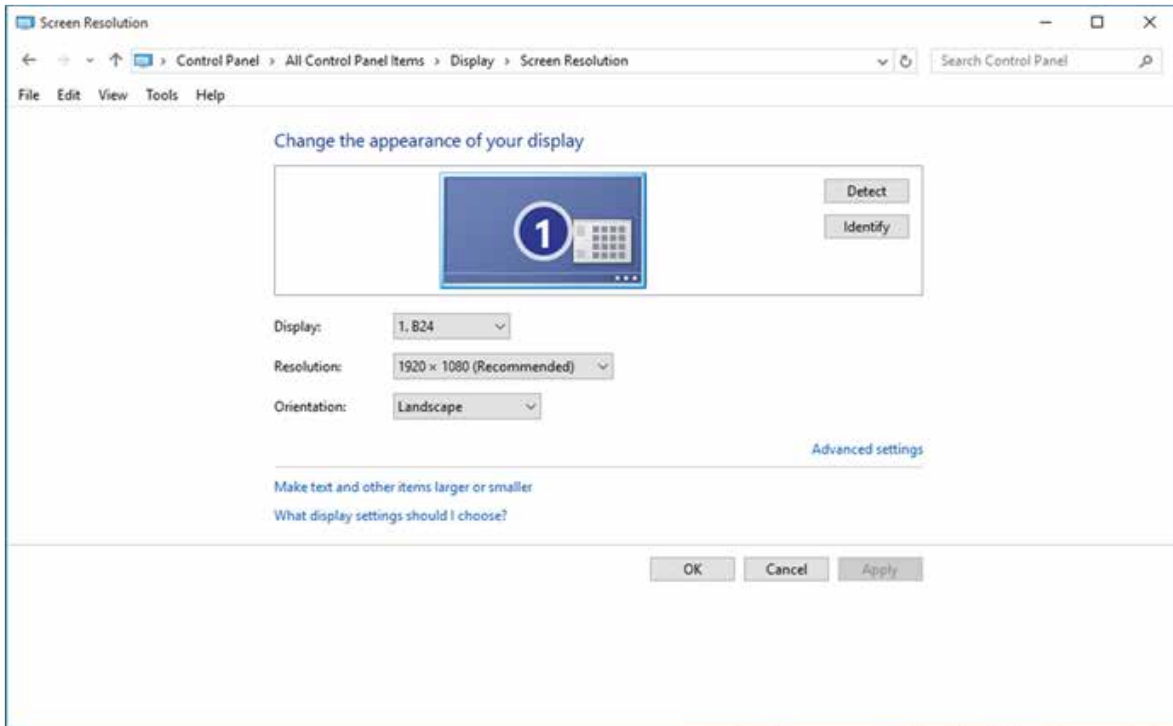 Screen Resolution
Control Panel > All Control Panel Items > Display > Screen Resolution
Search Control Panel
File Edit View Tools Help
Change the appearance of your display
1
Detect
Identify
Display: 1. B24
Resolution: 1920 × 1080 (Recommended)
Orientation: Landscape
Advanced settings
Make text and other items larger or smaller
What display settings should I choose?
OK Cancel Apply